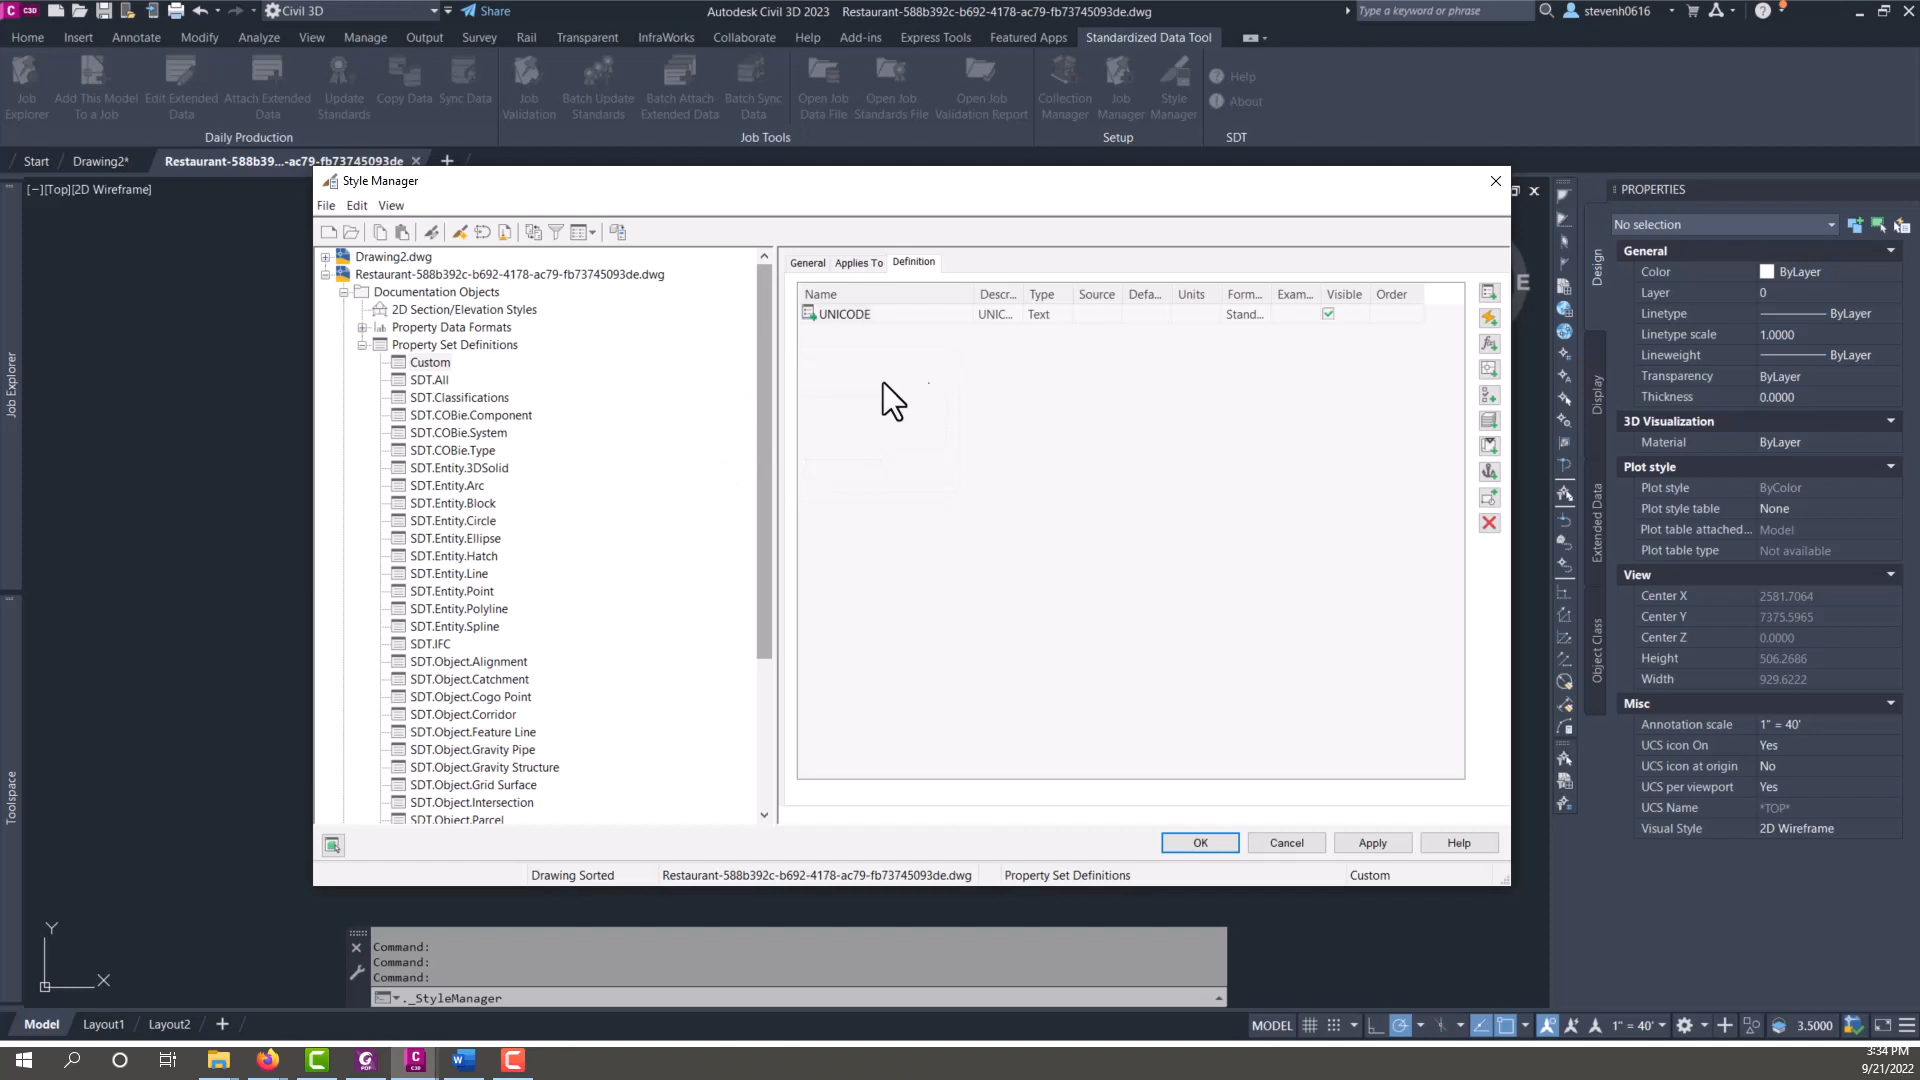 C3D Civil 3D Share Autodesk Civil 3D 2023 Restaurant-588b392c-b692-4178-ac79-fb73745093de.dwg Type a keyword or phrase stevenh0616
Home Insert Annotate Modify Analyze View Manage Output Survey Rail Transparent InfraWorks Collaborate Help Add-ins Express Tools Featured Apps Standardized Data Tool
Job Explorer
Add This Model To a Job
Edit Extended Data
Attach Extended Data
Update Standards
Copy Data
Sync Data
Job Validation
Batch Update Standards
Batch Attach Extended Data
Batch Sync Data
Open Job Data File
Open Job Standards File
Open Job Validation Report
Collection Manager
Job Manager
Style Manager
Help
About
Daily Production Job Tools Setup SDT
Start Drawing2* Restaurant-588b39...-ac79-fb73745093de
[−][Top][2D Wireframe]
Job Explorer
Toolspace
Style Manager
File Edit View
Drawing2.dwg
Restaurant-588b392c-b692-4178-ac79-fb73745093de.dwg
Documentation Objects
2D Section/Elevation Styles
Property Data Formats
Property Set Definitions
Custom
SDT.All
SDT.Classifications
SDT.COBie.Component
SDT.COBie.System
SDT.COBie.Type
SDT.Entity.3DSolid
SDT.Entity.Arc
SDT.Entity.Block
SDT.Entity.Circle
SDT.Entity.Ellipse
SDT.Entity.Hatch
SDT.Entity.Line
SDT.Entity.Point
SDT.Entity.Polyline
SDT.Entity.Spline
SDT.IFC
SDT.Object.Alignment
SDT.Object.Catchment
SDT.Object.Cogo Point
SDT.Object.Corridor
SDT.Object.Feature Line
SDT.Object.Gravity Pipe
SDT.Object.Gravity Structure
SDT.Object.Grid Surface
SDT.Object.Intersection
SDT.Object.Parcel
General Applies To Definition
Name Descr... Type Source Defa... Units Form... Exam... Visible Order
UNICODE UNIC... Text Stand...
OK Cancel Apply Help
Drawing Sorted Restaurant-588b392c-b692-4178-ac79-fb73745093de.dwg Property Set Definitions Custom
E
PROPERTIES
Design
Display
Extended Data
Object Class
No selection
General
Color ByLayer
Layer 0
Linetype ByLayer
Linetype scale 1.0000
Lineweight ByLayer
Transparency ByLayer
Thickness 0.0000
3D Visualization
Material ByLayer
Plot style
Plot style ByColor
Plot style table None
Plot table attached... Model
Plot table type Not available
View
Center X 2581.7064
Center Y 7375.5965
Center Z 0.0000
Height 506.2686
Width 929.6222
Misc
Annotation scale 1" = 40'
UCS icon On Yes
UCS icon at origin No
UCS per viewport Yes
UCS Name *TOP*
Visual Style 2D Wireframe
Y
X
Command:
Command:
Command:
._StyleManager
Model Layout1 Layout2 MODEL 1" = 40' 3.5000
3:34 PM
9/21/2022